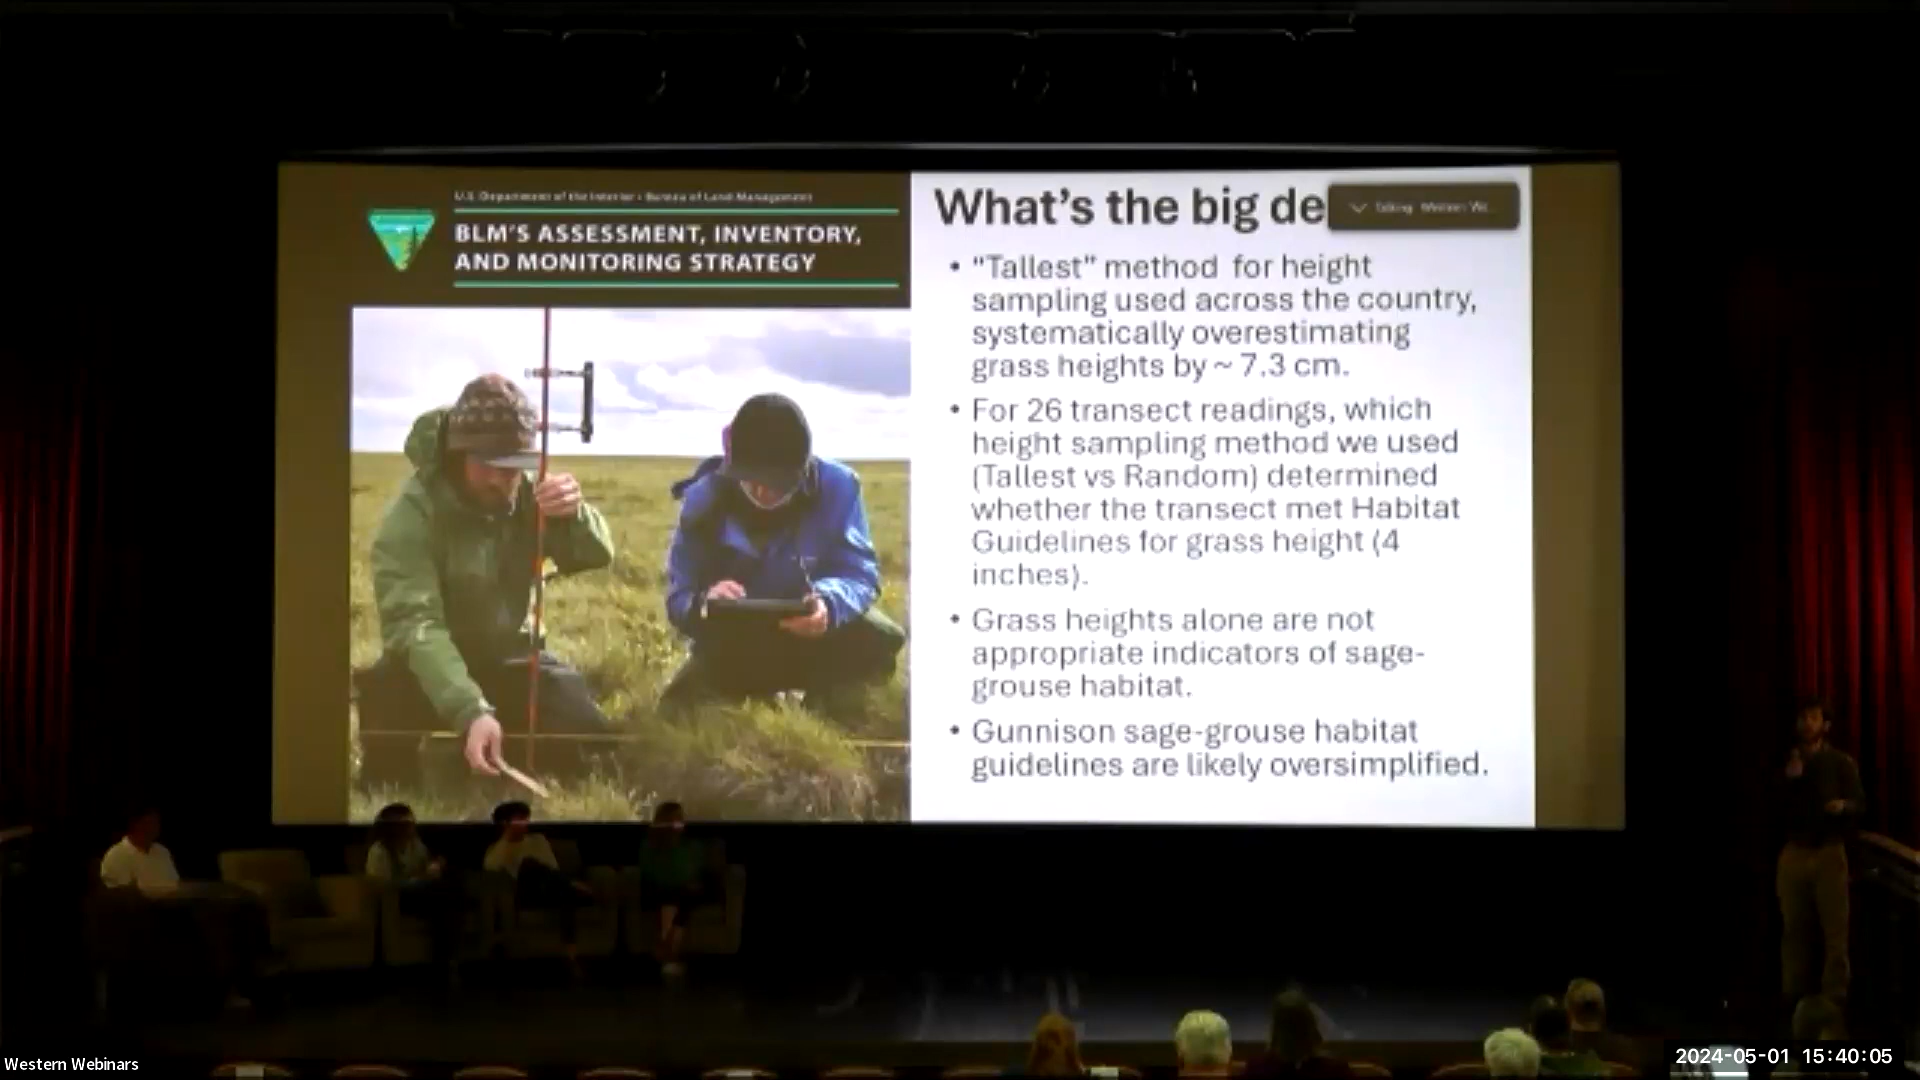 U.S. Department of the Interior • Bureau of Land Management
BLM'S ASSESSMENT, INVENTORY,
AND MONITORING STRATEGY
What's the big de
Talking: Western We...
• "Tallest" method for height
sampling used across the country,
systematically overestimating
grass heights by ~ 7.3 cm.
• For 26 transect readings, which
height sampling method we used
(Tallest vs Random) determined
whether the transect met Habitat
Guidelines for grass height (4
inches).
• Grass heights alone are not
appropriate indicators of sage-
grouse habitat.
• Gunnison sage-grouse habitat
guidelines are likely oversimplified.
Western Webinars
2024-05-01 15:40:05